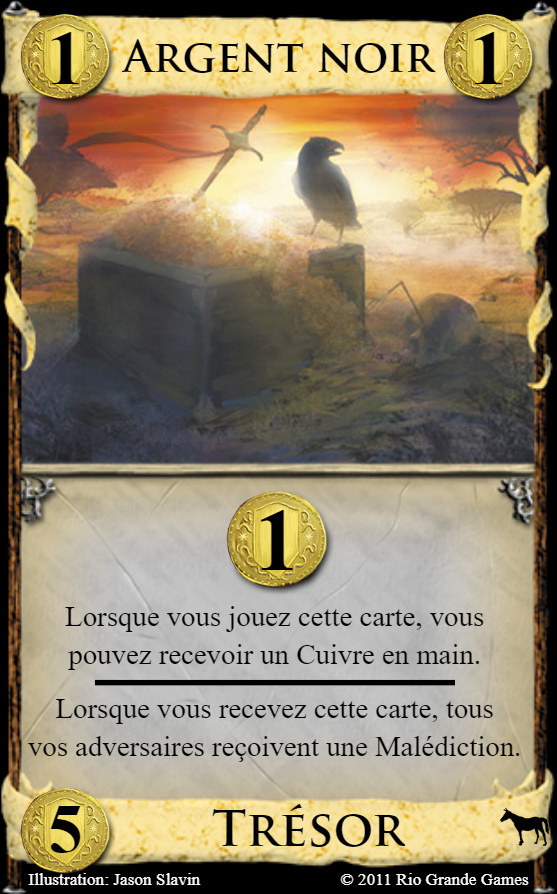 1 ARGENT NOIR 1
1
Lorsque vous jouez cette carte, vous
pouvez recevoir un Cuivre en main.
Lorsque vous recevez cette carte, tous
vos adversaires reçoivent une Malédiction.
5 TRÉSOR
Illustration: Jason Slavin © 2011 Rio Grande Games